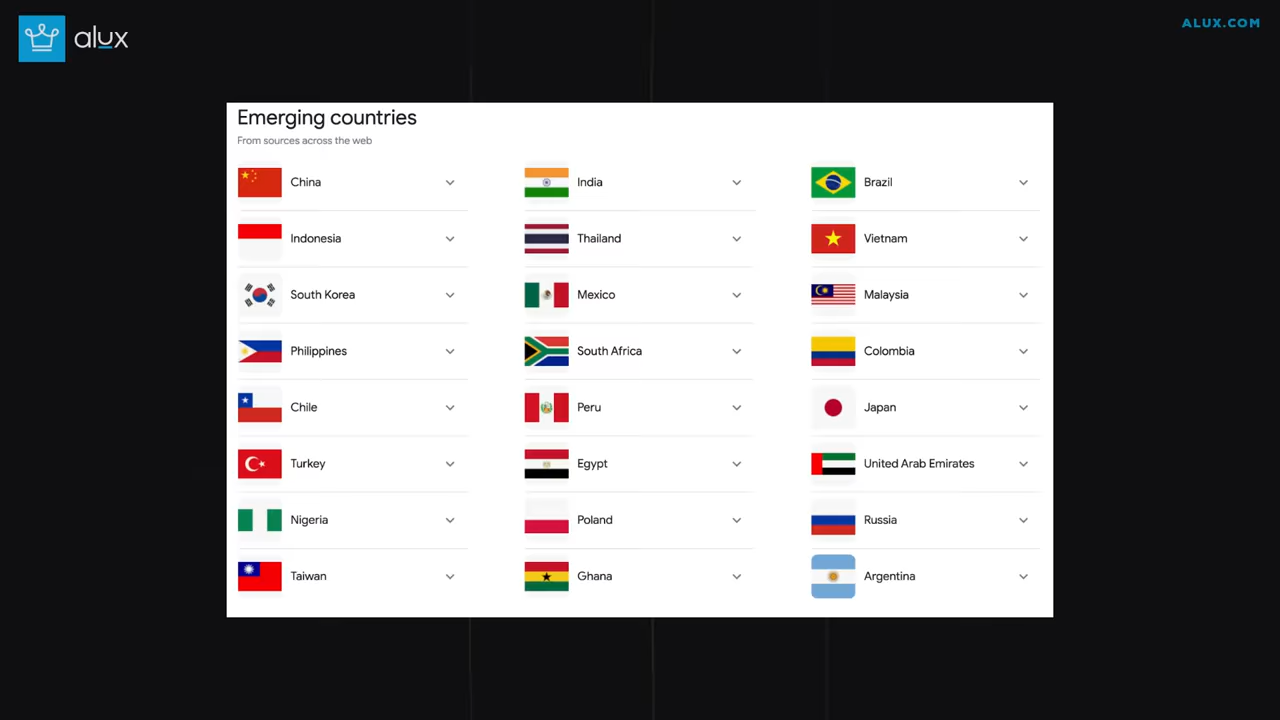 alux
ALUX.COM
Emerging countries
From sources across the web
China
India
Brazil
Indonesia
Thailand
Vietnam
South Korea
Mexico
Malaysia
Philippines
South Africa
Colombia
Chile
Peru
Japan
Turkey
Egypt
United Arab Emirates
Nigeria
Poland
Russia
Taiwan
Ghana
Argentina